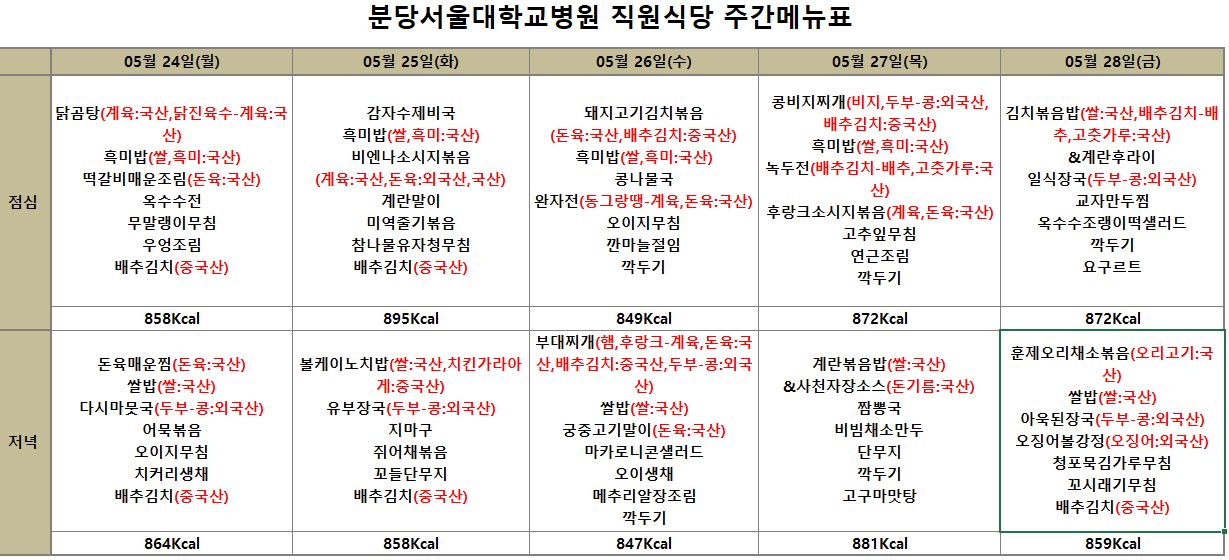 분당서울대학교병원 직원식당 주간메뉴표
05월 24일(월) 05월 25일(화) 05월 26일(수) 05월 27일(목) 05월 28일(금)
점심
닭곰탕(계육:국산,닭진육수-계육:국
산)
흑미밥(쌀,흑미:국산)
떡갈비매운조림(돈육:국산)
옥수수전
무말랭이무침
우엉조림
배추김치(중국산)
감자수제비국
흑미밥(쌀,흑미:국산)
비엔나소시지볶음
(계육:국산,돈육:외국산,국산)
계란말이
미역줄기볶음
참나물유자청무침
배추김치(중국산)
돼지고기김치볶음
(돈육:국산,배추김치:중국산)
흑미밥(쌀,흑미:국산)
콩나물국
완자전(동그랑땡-계육,돈육:국산)
오이지무침
깐마늘절임
깍두기
콩비지찌개(비지,두부-콩:외국산,
배추김치:중국산)
흑미밥(쌀,흑미:국산)
녹두전(배추김치-배추,고춧가루:국
산)
후랑크소시지볶음(계육,돈육:국산)
고추잎무침
연근조림
깍두기
김치볶음밥(쌀:국산,배추김치-배
추,고춧가루:국산)
&계란후라이
일식장국(두부-콩:외국산)
교자만두찜
옥수수조랭이떡샐러드
깍두기
요구르트
858Kcal 895Kcal 849Kcal 872Kcal 872Kcal
저녁
돈육매운찜(돈육:국산)
쌀밥(쌀:국산)
다시마뭇국(두부-콩:외국산)
어묵볶음
오이지무침
치커리생채
배추김치(중국산)
볼케이노치밥(쌀:국산,치킨가라아
게:중국산)
유부장국(두부-콩:외국산)
지마구
쥐어채볶음
꼬들단무지
배추김치(중국산)
부대찌개(햄,후랑크-계육,돈육:국
산,배추김치:중국산,두부-콩:외국
산)
쌀밥(쌀:국산)
궁중고기말이(돈육:국산)
마카로니콘샐러드
오이생채
메추리알장조림
깍두기
계란볶음밥(쌀:국산)
&사천자장소스(돈기름:국산)
짬뽕국
비빔채소만두
단무지
깍두기
고구마맛탕
훈제오리채소볶음(오리고기:국
산)
쌀밥(쌀:국산)
아욱된장국(두부-콩:외국산)
오징어볼강정(오징어:외국산)
청포묵김가루무침
꼬시래기무침
배추김치(중국산)
864Kcal 858Kcal 847Kcal 881Kcal 859Kcal